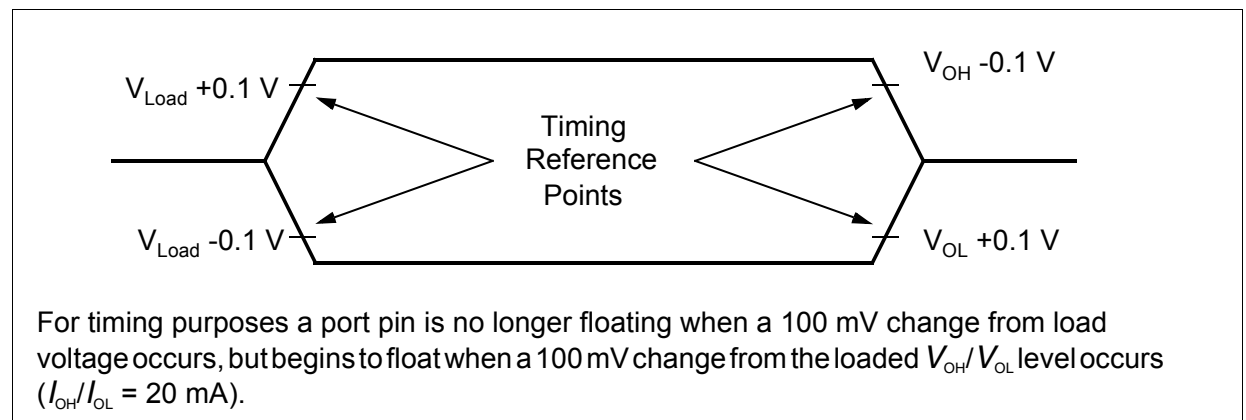 V_Load +0.1 V
V_OH -0.1 V
Timing
Reference
Points
V_Load -0.1 V
V_OL +0.1 V
For timing purposes a port pin is no longer floating when a 100 mV change from load
voltage occurs, but begins to float when a 100 mV change from the loaded V_OH/V_OL level occurs
(I_OH/I_OL = 20 mA).